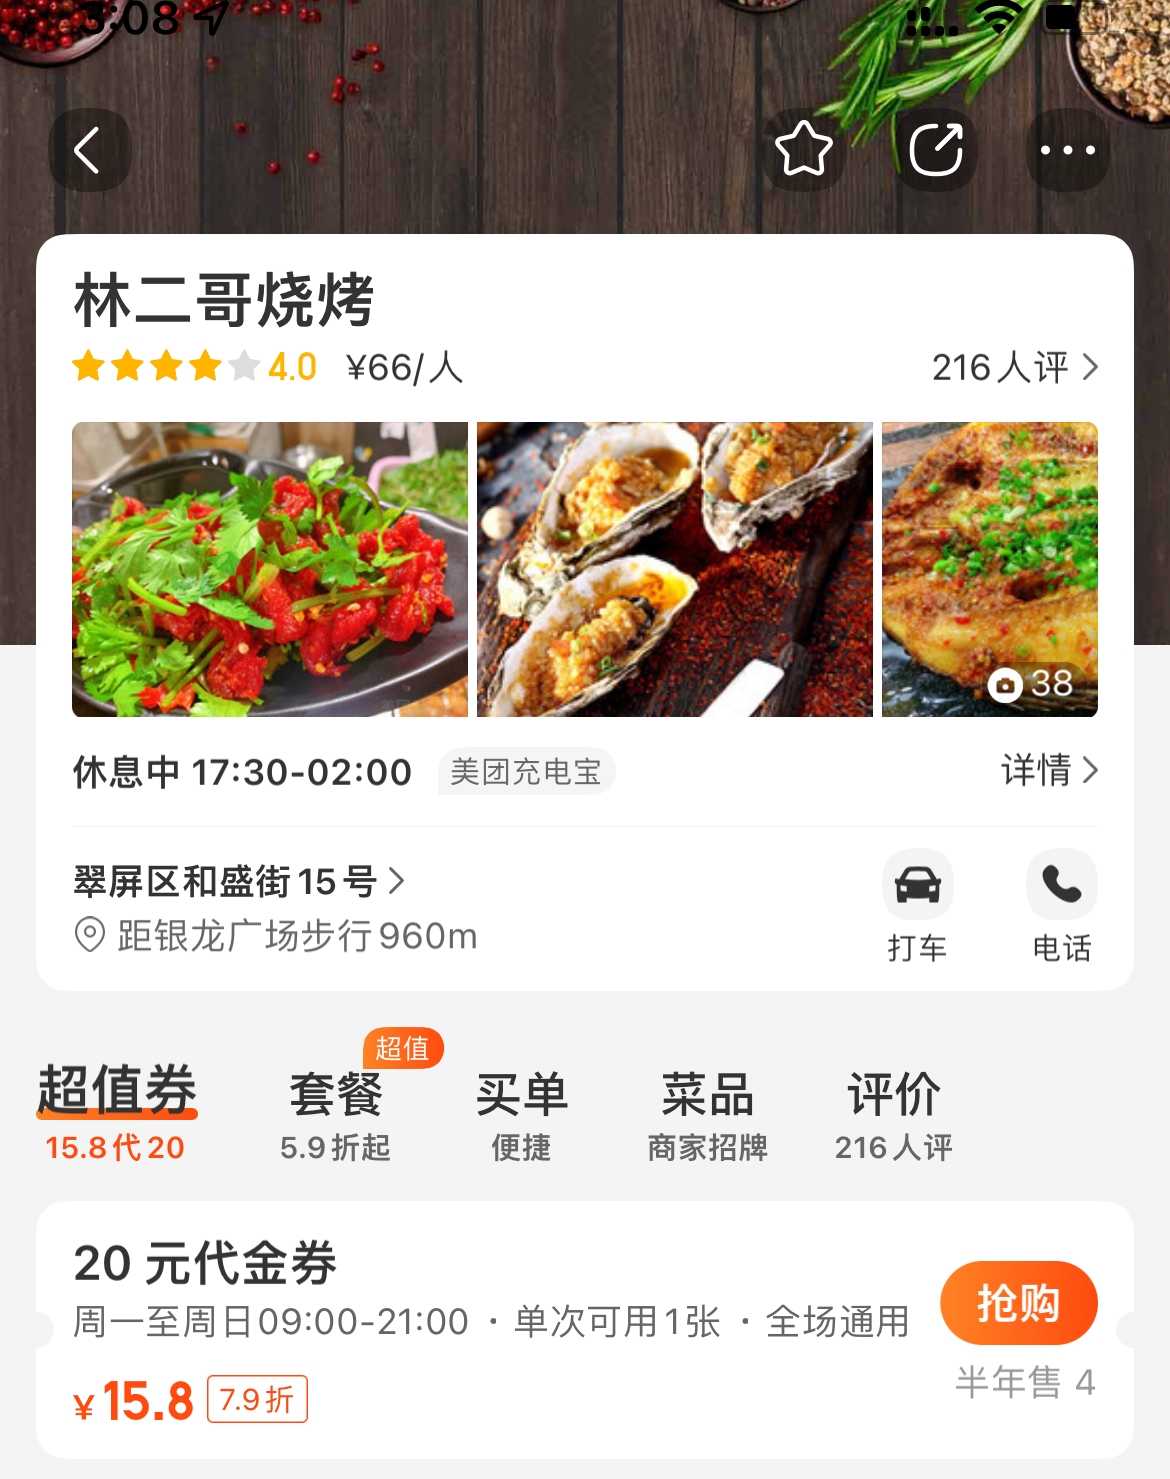 3:08
林二哥烧烤
4.0 ¥66/人 216人评
38
休息中 17:30-02:00 美团充电宝 详情
翠屏区和盛街15号
距银龙广场步行960m
打车 电话
超值
超值券 套餐 买单 菜品 评价
15.8代20 5.9折起 便捷 商家招牌 216人评
20 元代金券
周一至周日09:00-21:00 · 单次可用1张 · 全场通用
抢购
半年售 4
¥15.8 7.9折